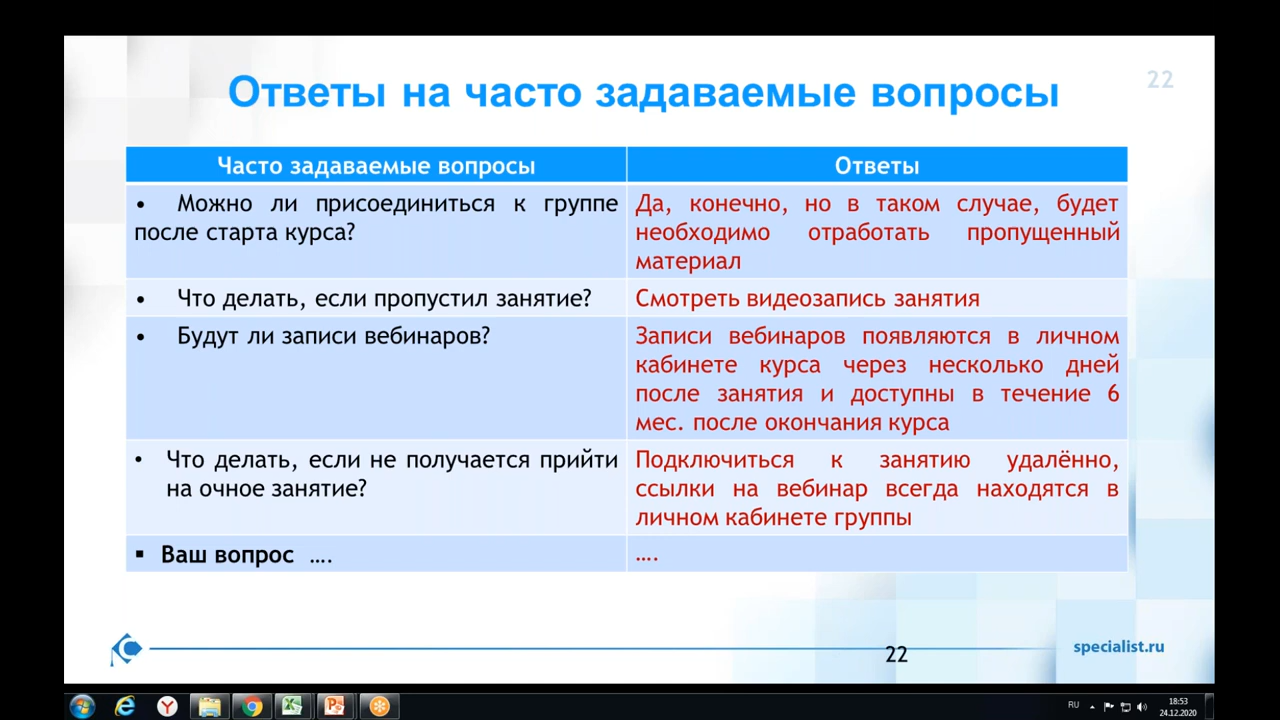 22
Ответы на часто задаваемые вопросы
Часто задаваемые вопросы
Ответы
• Можно ли присоединиться к группе
после старта курса?
Да, конечно, но в таком случае, будет
необходимо отработать пропущенный
материал
• Что делать, если пропустил занятие?
Смотреть видеозапись занятия
• Будут ли записи вебинаров?
Записи вебинаров появляются в личном
кабинете курса через несколько дней
после занятия и доступны в течение 6
мес. после окончания курса
• Что делать, если не получается прийти
на очное занятие?
Подключиться к занятию удалённо,
ссылки на вебинар всегда находятся в
личном кабинете группы
▪ Ваш вопрос ....
....
22
specialist.ru
RU
18:53
24.12.2020